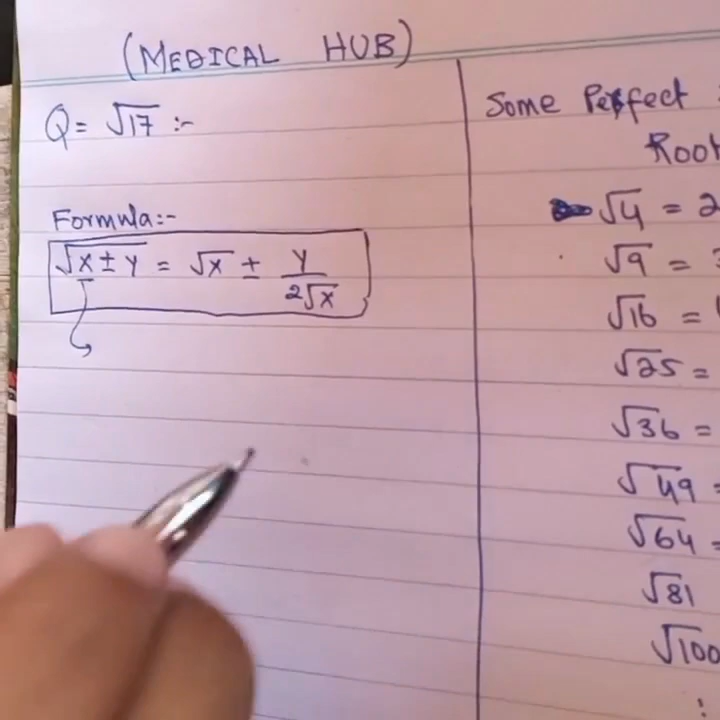 (MEDICAL HUB)
Q = √17 :-
Formula:-
√x ± y = √x ± y / 2√x
Some Perfect
Root
√4 = 2
√9 =
√16 =
√25 =
√36 =
√49
√64
√81
√100